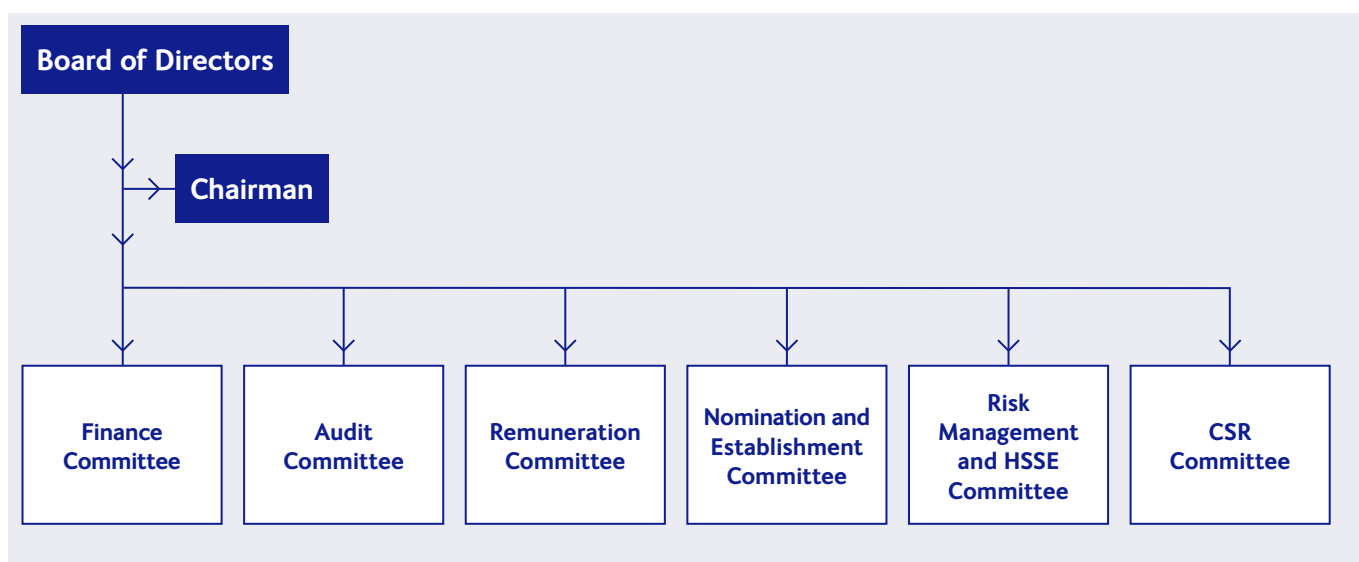 Board of Directors
Chairman
Finance
Committee
Audit
Committee
Remuneration
Committee
Nomination and
Establishment
Committee
Risk
Management
and HSSE
Committee
CSR
Committee